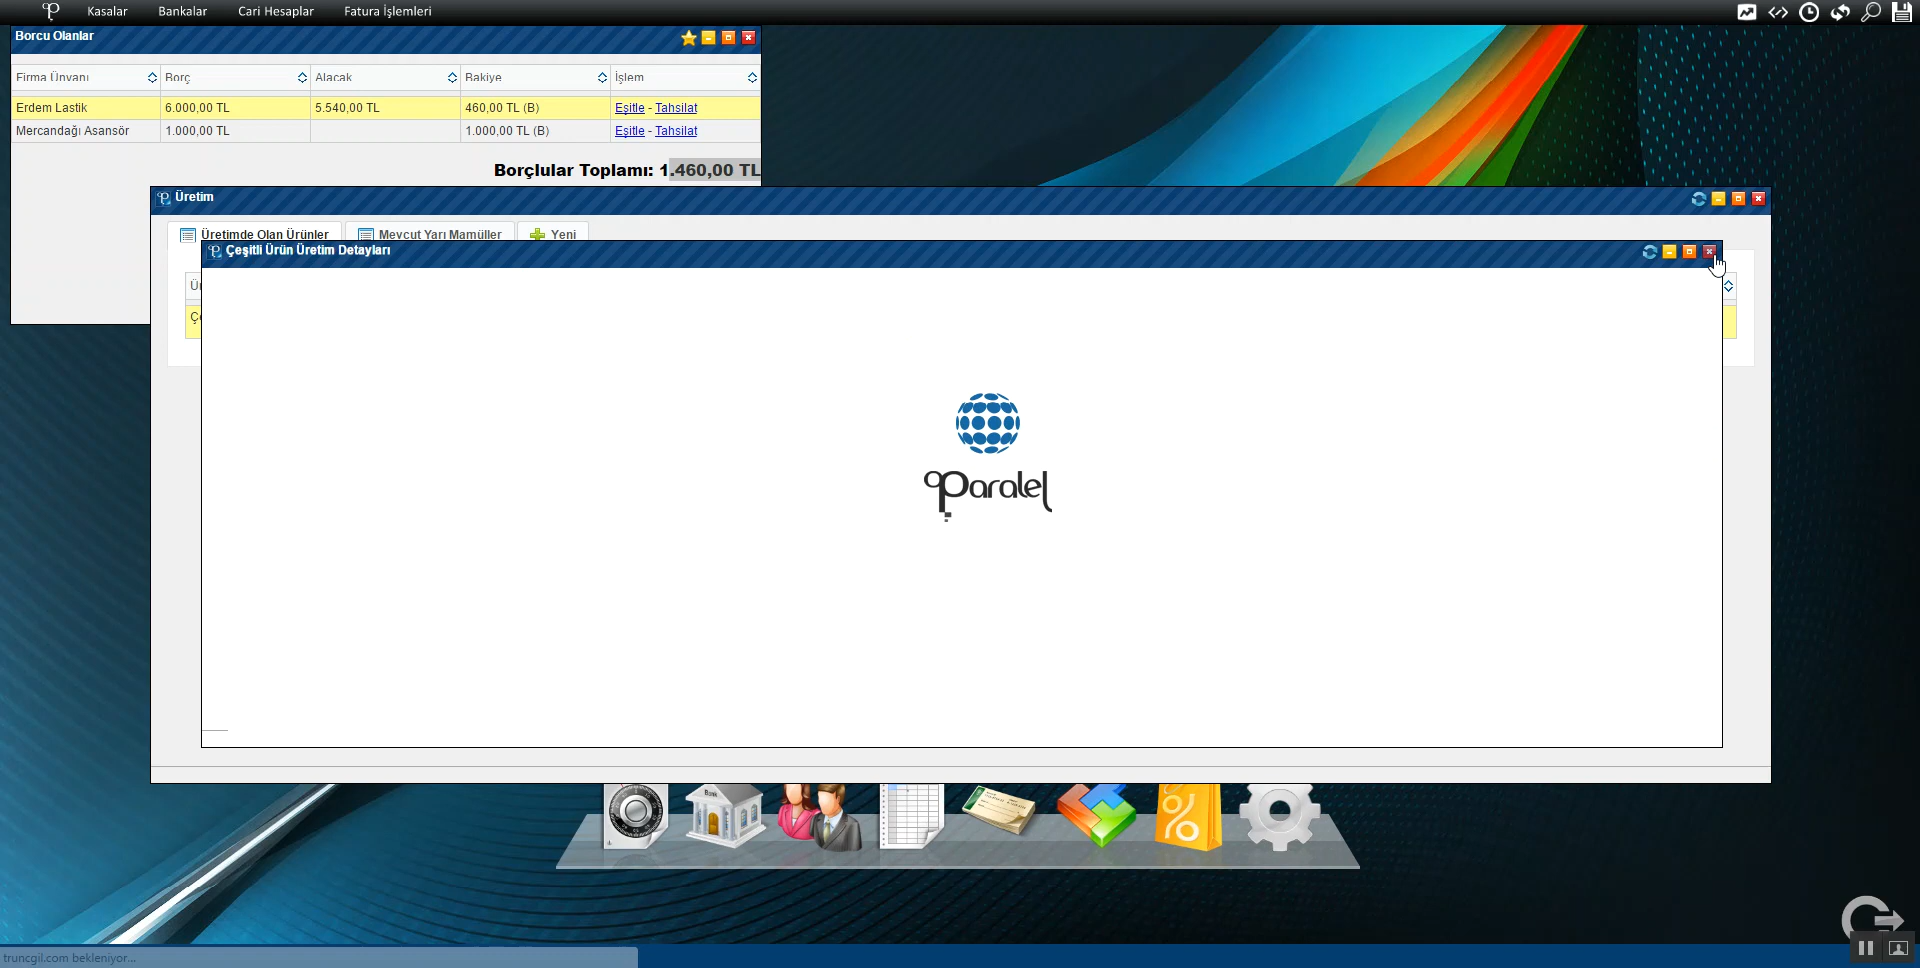 Kasalar Bankalar Cari Hesaplar Fatura İşlemleri
Borcu Olanlar
Firma Ünvanı Borç Alacak Bakiye İşlem
Erdem Lastik 6.000,00 TL 5.540,00 TL 460,00 TL (B) Eşitle - Tahsilat
Mercandağı Asansör 1.000,00 TL 1.000,00 TL (B) Eşitle - Tahsilat
Borçlular Toplamı: 1.460,00 TL
Üretim
Üretimde Olan Ürünler Mevcut Yarı Mamüller Yeni
Çeşitli Ürün Üretim Detayları
Paralel
BANK
truncgil.com bekleniyor...